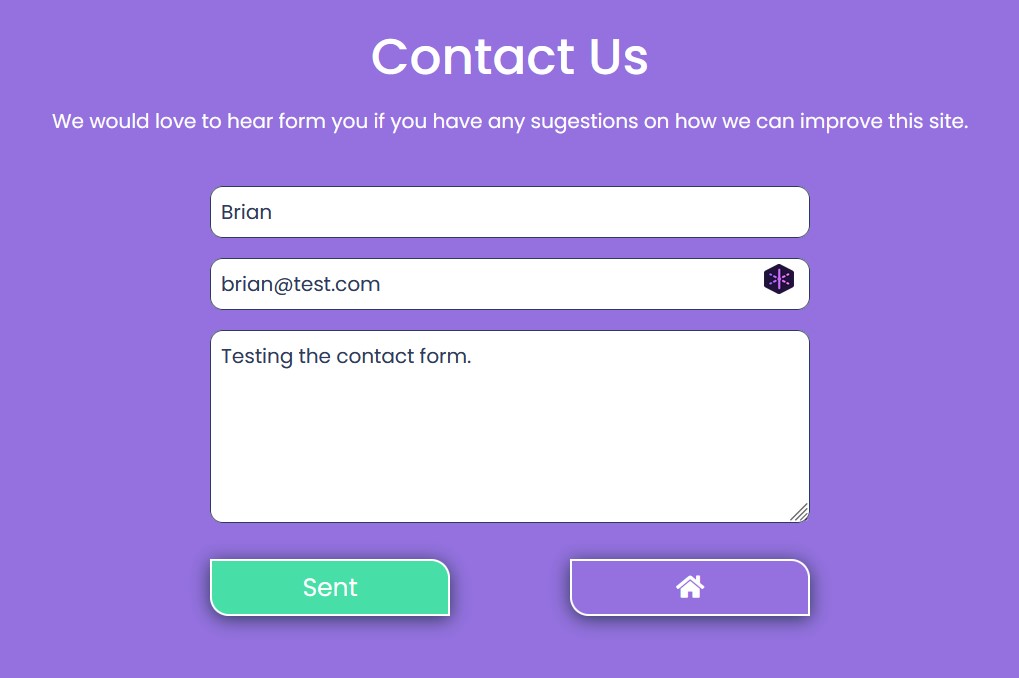 Contact Us
We would love to hear form you if you have any sugestions on how we can improve this site.
Brian
brian@test.com
Testing the contact form.
Sent